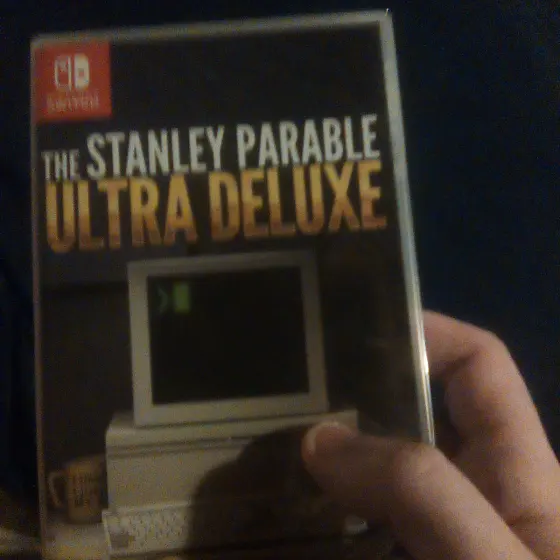 THE STANLEY PARABLE
ULTRA DELUXE